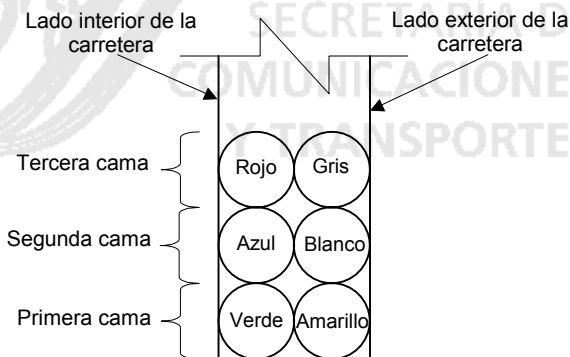 SECRETARÍA D
COMUNICACIONE
Y TRANSPORTE
Lado interior de la
carretera
Lado exterior de la
carretera
Tercera cama
Rojo
Gris
Segunda cama
Azul
Blanco
Primera cama
Verde
Amarillo